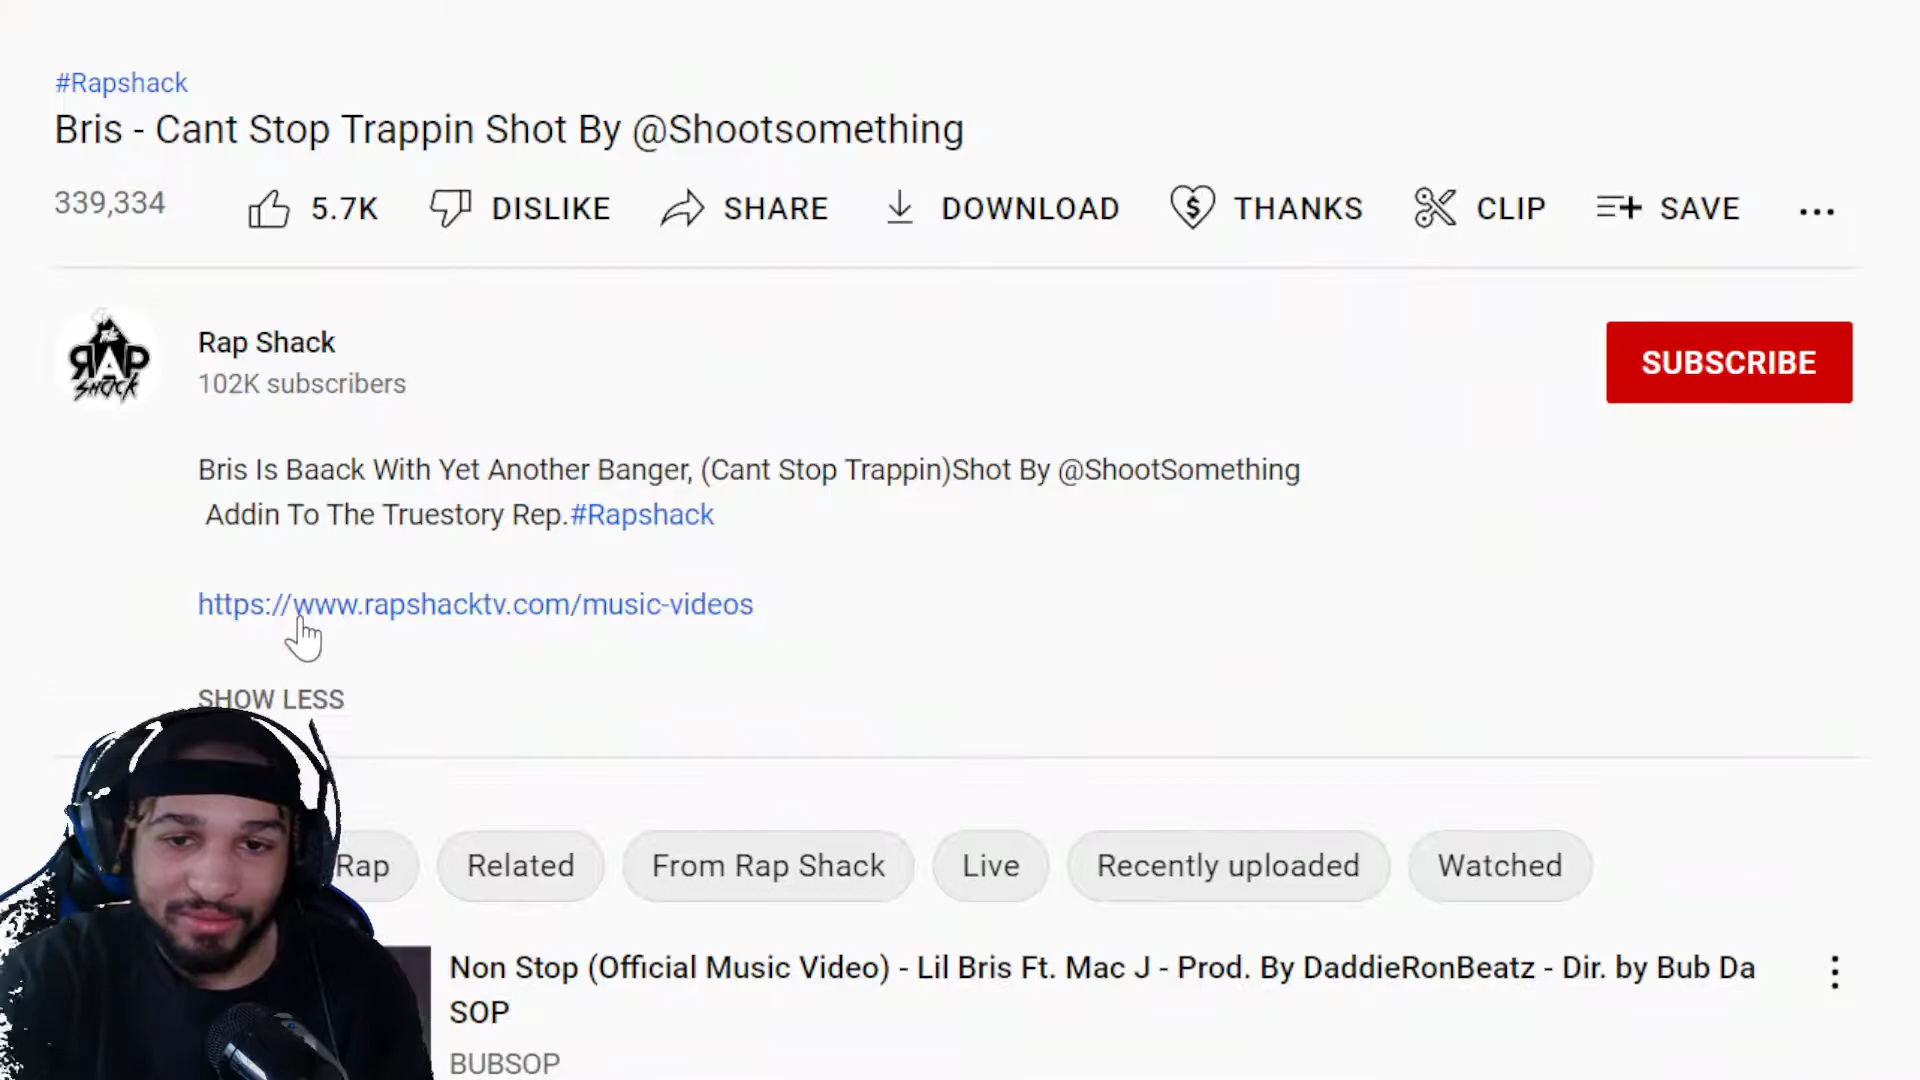 #Rapshack
Bris - Cant Stop Trappin Shot By @Shootsomething
339,334 5.7K DISLIKE SHARE DOWNLOAD THANKS CLIP SAVE
THE RAP SHACK
Rap Shack
102K subscribers
SUBSCRIBE
Bris Is Baack With Yet Another Banger, (Cant Stop Trappin)Shot By @ShootSomething
Addin To The Truestory Rep.#Rapshack
https://www.rapshacktv.com/music-videos
SHOW LESS
Rap Related From Rap Shack Live Recently uploaded Watched
Non Stop (Official Music Video) - Lil Bris Ft. Mac J - Prod. By DaddieRonBeatz - Dir. by Bub Da
SOP
BUBSOP